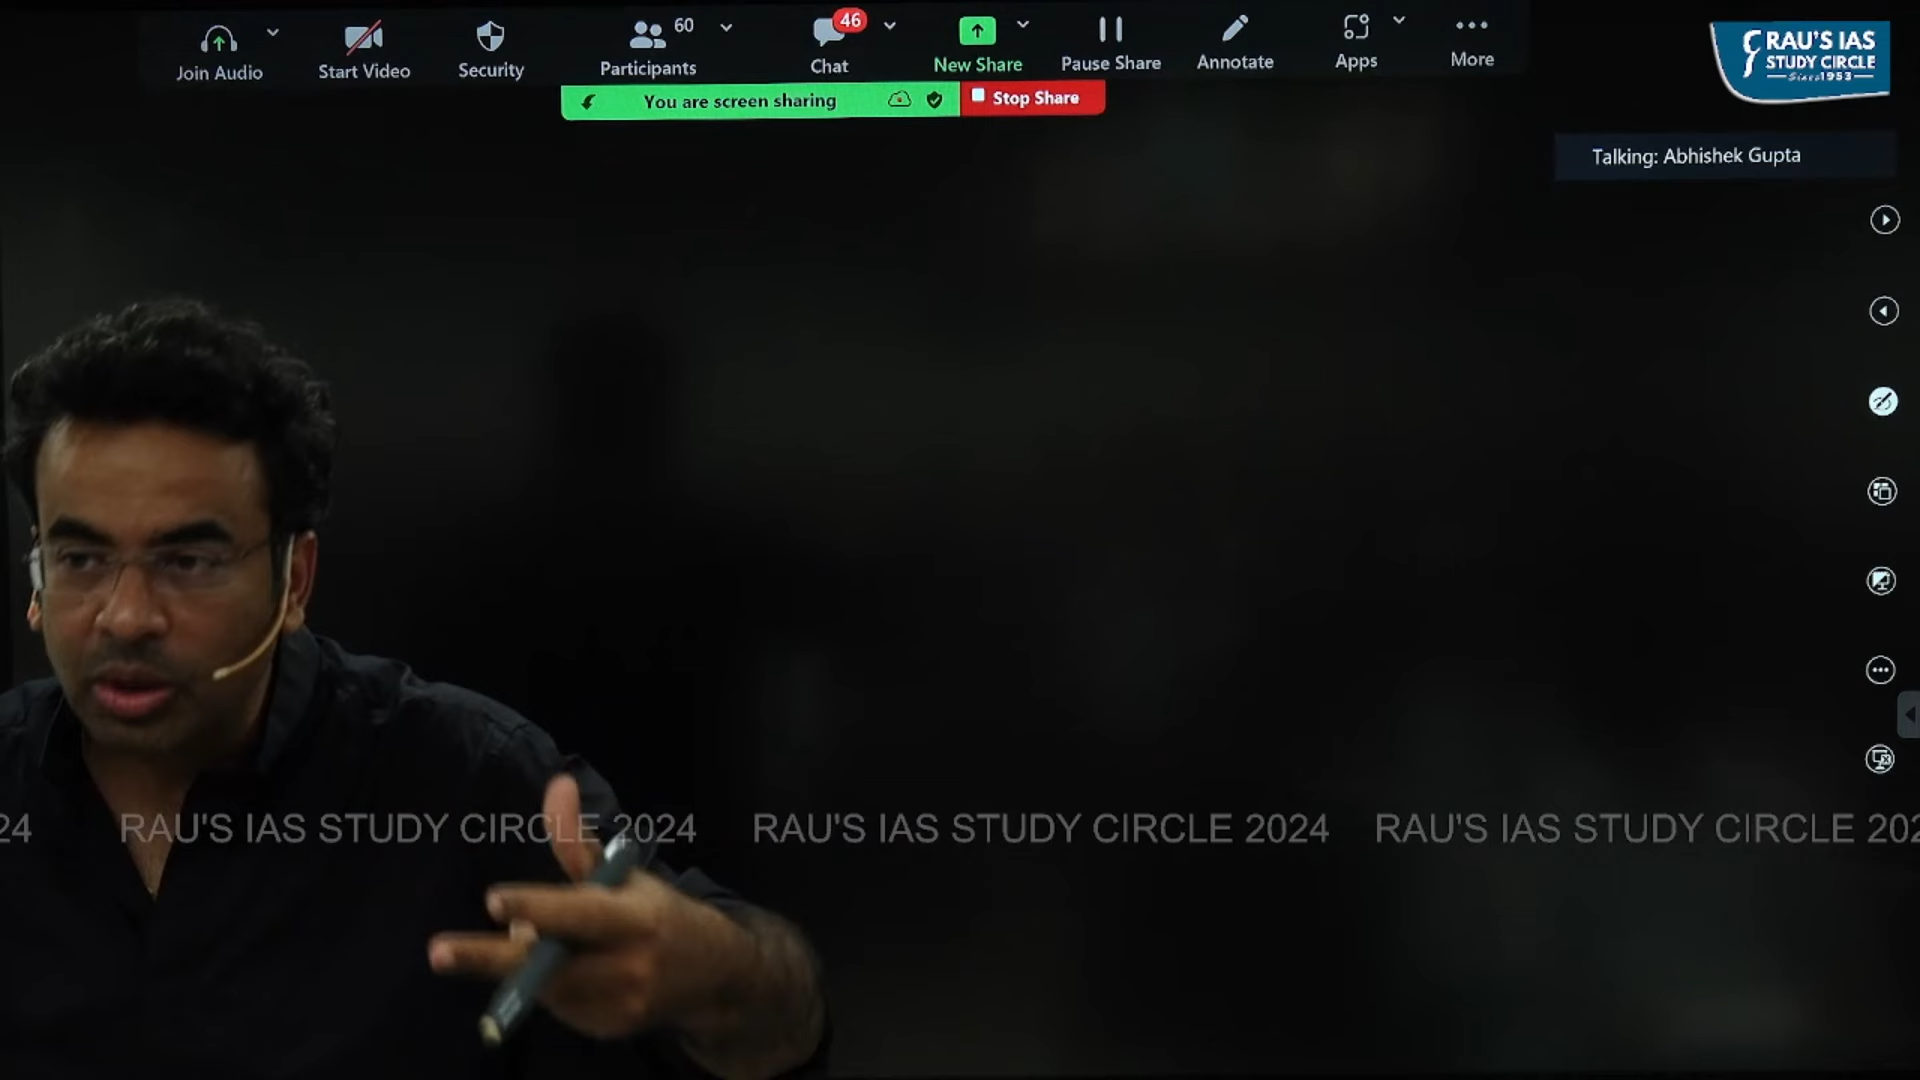 Join Audio
Start Video
Security
Participants
60
Chat
46
New Share
Pause Share
Annotate
Apps
More
You are screen sharing
Stop Share
RAU'S IAS
STUDY CIRCLE
Since 1953
Talking: Abhishek Gupta
24 RAU'S IAS STUDY CIRCLE 2024 RAU'S IAS STUDY CIRCLE 2024 RAU'S IAS STUDY CIRCLE 202